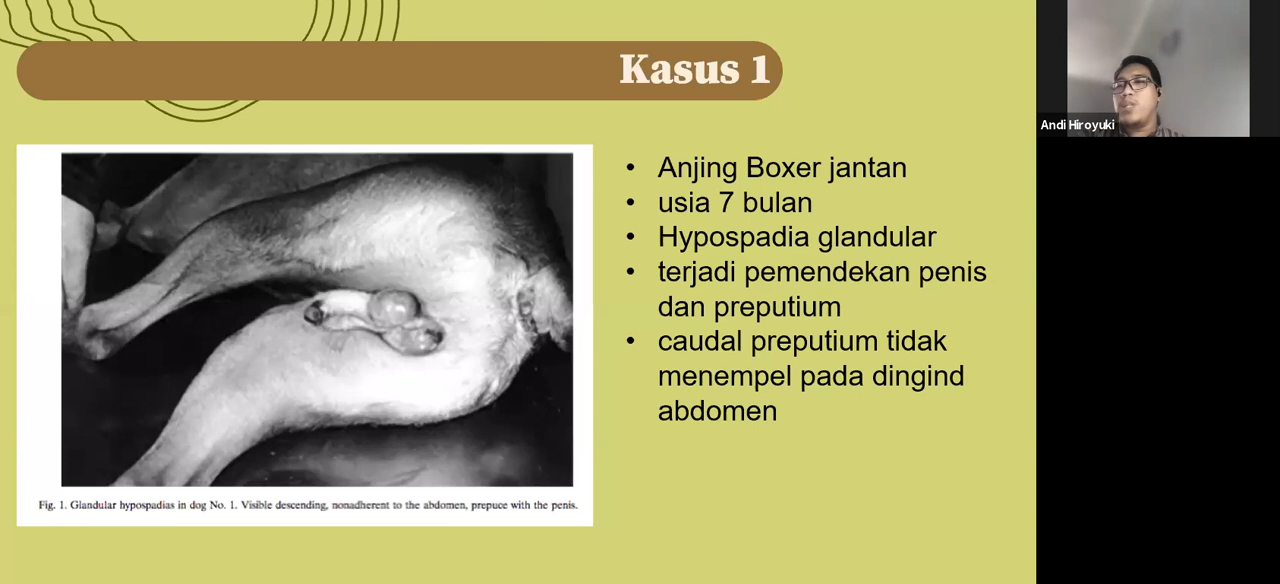 Kasus 1
Andi Hiroyuki
• Anjing Boxer jantan
• usia 7 bulan
• Hypospadia glandular
• terjadi pemendekan penis
dan preputium
• caudal preputium tidak
menempel pada dingind
abdomen
Fig. 1. Glandular hypospadias in dog No. 1. Visible descending, nonadherent to the abdomen, prepuce with the penis.